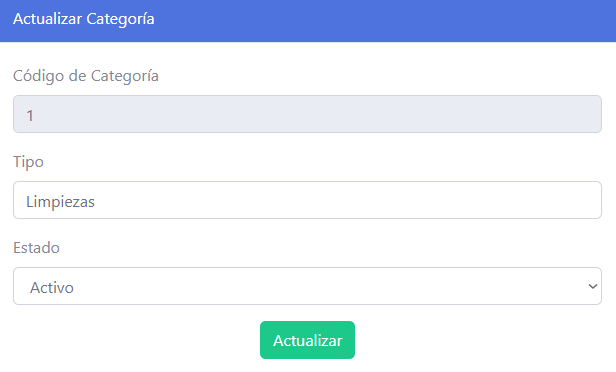 Actualizar Categoría
Código de Categoría
1
Tipo
Limpiezas
Estado
Activo
Actualizar